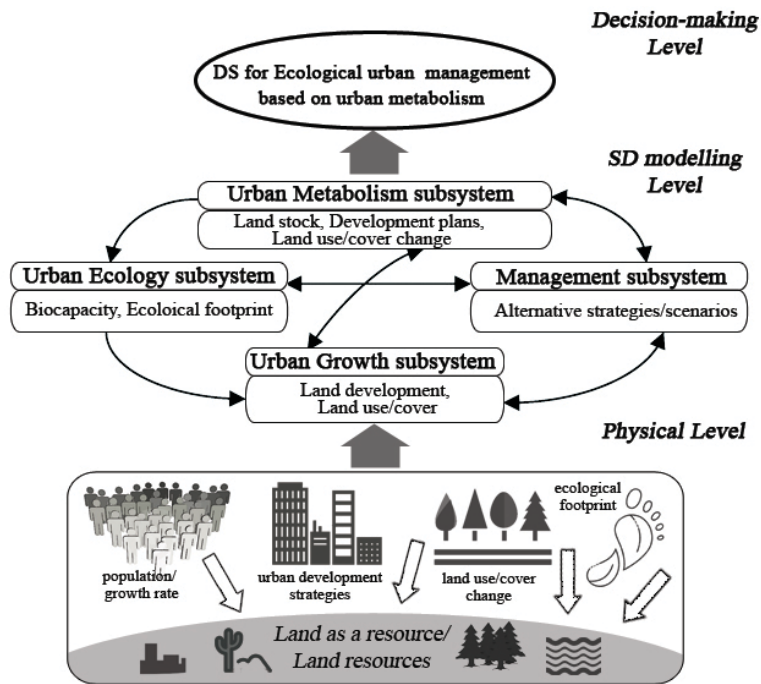 Decision-making
Level
DS for Ecological urban management
based on urban metabolism
SD modelling
Level
Urban Metabolism subsystem
Land stock, Development plans,
Land use/cover change
Urban Ecology subsystem
Biocapacity, Ecoloical footprint
Management subsystem
Alternative strategies/scenarios
Urban Growth subsystem
Land development,
Land use/cover
Physical Level
population/
growth rate
urban development
strategies
land use/cover
change
ecological
footprint
Land as a resource/
Land resources